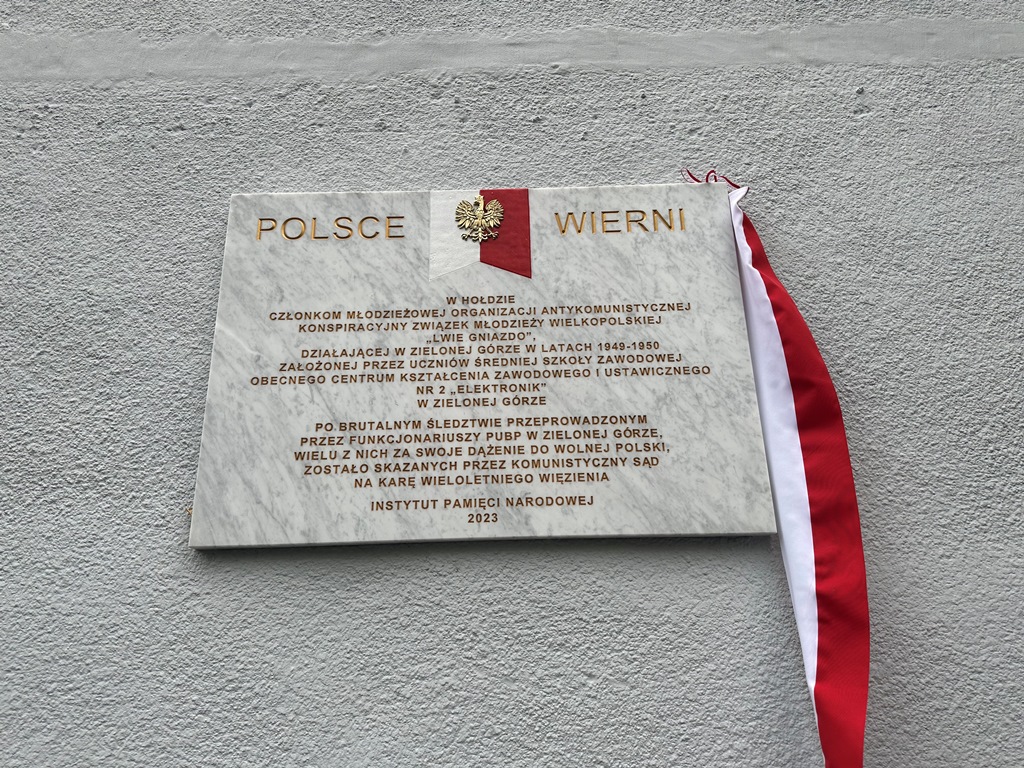 POLSCE WIERNI
W HOŁDZIE
CZŁONKOM MŁODZIEŻOWEJ ORGANIZACJI ANTYKOMUNISTYCZNEJ
KONSPIRACYJNY ZWIĄZEK MŁODZIEŻY WIELKOPOLSKIEJ
„LWIE GNIAZDO”,
DZIAŁAJĄCEJ W ZIELONEJ GÓRZE W LATACH 1949-1950
ZAŁOŻONEJ PRZEZ UCZNIÓW ŚREDNIEJ SZKOŁY ZAWODOWEJ
OBECNEGO CENTRUM KSZTAŁCENIA ZAWODOWEGO I USTAWICZNEGO
NR 2 „ELEKTRONIK”
W ZIELONEJ GÓRZE
PO BRUTALNYM ŚLEDZTWIE PRZEPROWADZONYM
PRZEZ FUNKCJONARIUSZY PUBP W ZIELONEJ GÓRZE,
WIELU Z NICH ZA SWOJE DĄŻENIE DO WOLNEJ POLSKI,
ZOSTAŁO SKAZANYCH PRZEZ KOMUNISTYCZNY SĄD
NA KARĘ WIELOLETNIEGO WIĘZIENIA
INSTYTUT PAMIĘCI NARODOWEJ
2023